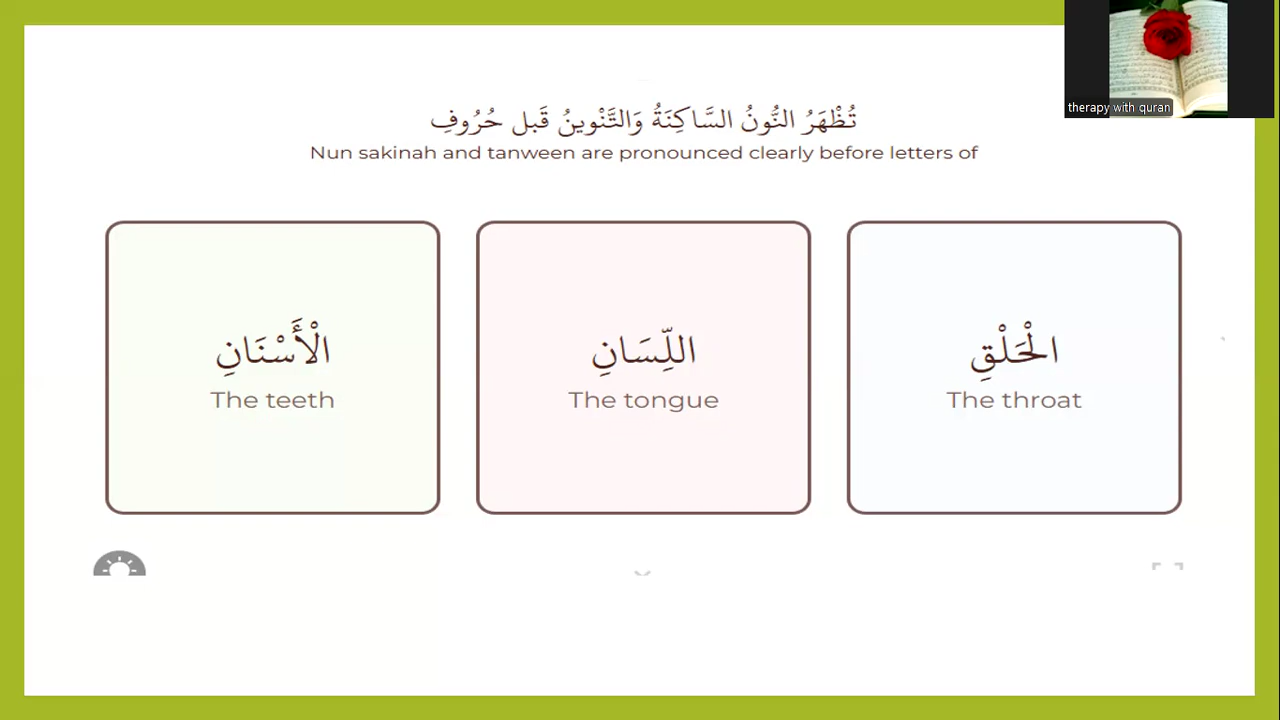 therapy with quran
تُظْهَرُ النُّونُ السَّاكِنَةُ وَالتَّنْوِينُ قَبل حُرُوفِ
Nun sakinah and tanween are pronounced clearly before letters of
الْأَسْنَانِ
The teeth
اللِّسَانِ
The tongue
الْحَلْقِ
The throat